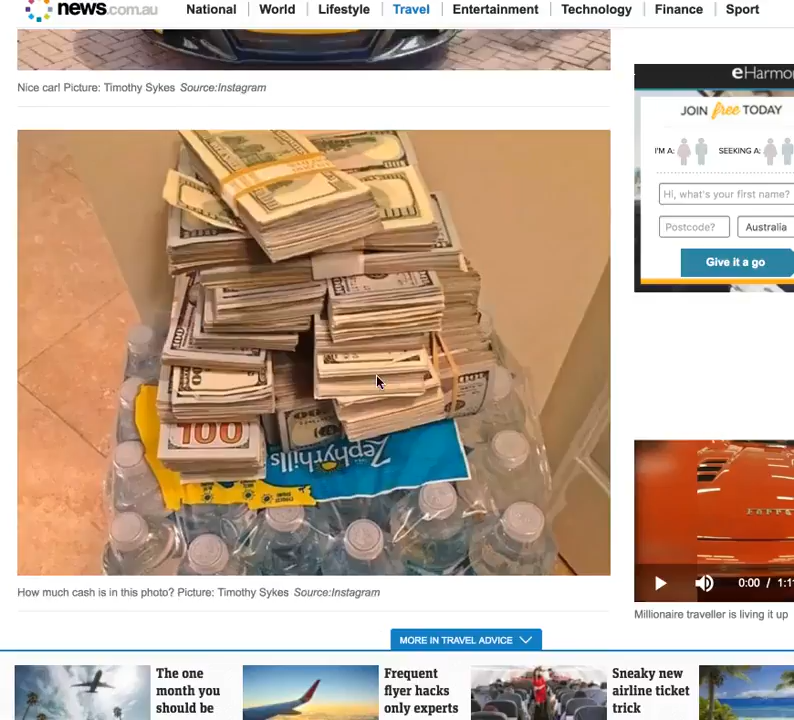 news.com.au
National World Lifestyle Travel Entertainment Technology Finance Sport
Nice car! Picture: Timothy Sykes Source:Instagram
eHarmo
JOIN free TODAY
I'M A: SEEKING A:
Hi, what's your first name?
Postcode? Australia
Give it a go
100
100
Zephyrhills
How much cash is in this photo? Picture: Timothy Sykes Source:Instagram
0:00 / 1:1
Millionaire traveller is living it up
MORE IN TRAVEL ADVICE
The one
month you
should be
Frequent
flyer hacks
only experts
Sneaky new
airline ticket
trick